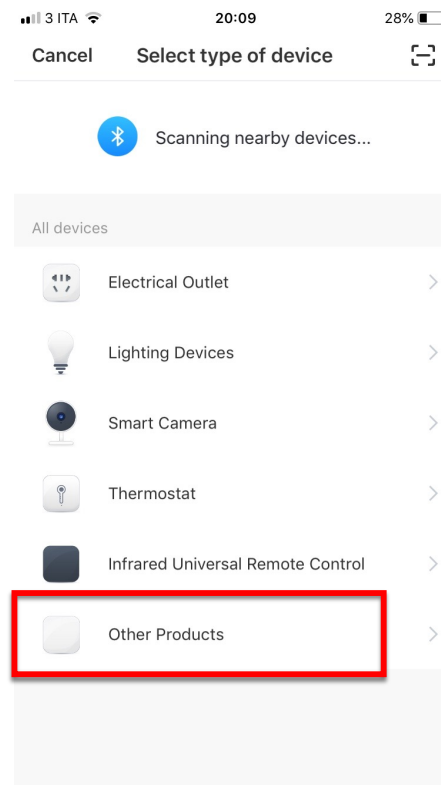 3 ITA 20:09 28%
Cancel Select type of device
Scanning nearby devices...
All devices
Electrical Outlet
Lighting Devices
Smart Camera
Thermostat
Infrared Universal Remote Control
Other Products